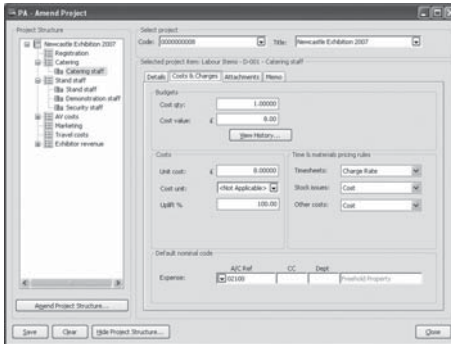 PA - Amend Project
Project Structure
Newcastle Exhibition 2007
Registration
Catering
Catering staff
Stand staff
Stand staff
Demonstration staff
Security staff
AV costs
Marketing
Travel costs
Exhibitor revenue
Amend Project Structure...
Select project
Code: 0000000008 Title: Newcastle Exhibition 2007
Selected project item: Labour Items - D-001 - Catering staff
Details Costs & Charges Attachments Memo
Budgets
Cost qty: 1.00000
Cost value: £ 8.00
View History...
Costs
Unit cost: £ 8.00000
Cost unit: <Not Applicable>
Uplift % 100.00
Time & materials pricing rules
Timesheets: Charge Rate
Stock issues: Cost
Other costs: Cost
Default nominal code
A/C Ref CC Dept
Expense: 02100 Freehold Property
Save Clear Hide Project Structure... Close